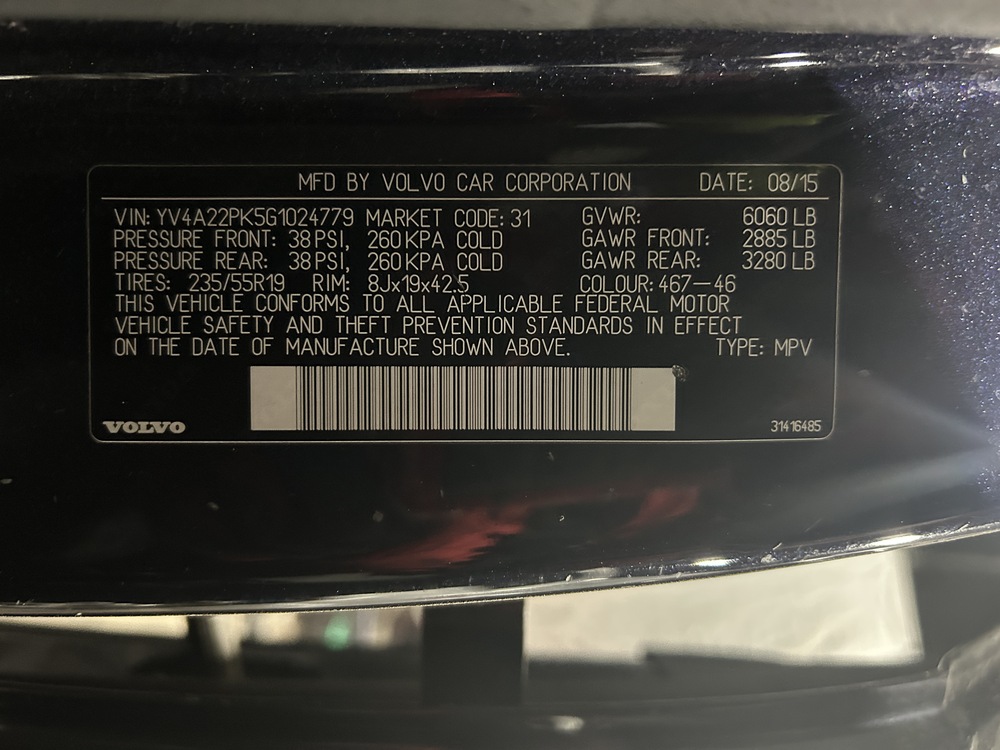 MFD BY VOLVO CAR CORPORATION DATE: 08/15
VIN: YV4A22PK5G1024779 MARKET CODE: 31 GVWR: 6060 LB
PRESSURE FRONT: 38 PSI, 260 KPA COLD GAWR FRONT: 2885 LB
PRESSURE REAR: 38 PSI, 260 KPA COLD GAWR REAR: 3280 LB
TIRES: 235/55R19 RIM: 8Jx19x42.5 COLOUR: 467-46
THIS VEHICLE CONFORMS TO ALL APPLICABLE FEDERAL MOTOR
VEHICLE SAFETY AND THEFT PREVENTION STANDARDS IN EFFECT
ON THE DATE OF MANUFACTURE SHOWN ABOVE. TYPE: MPV
VOLVO 31416485